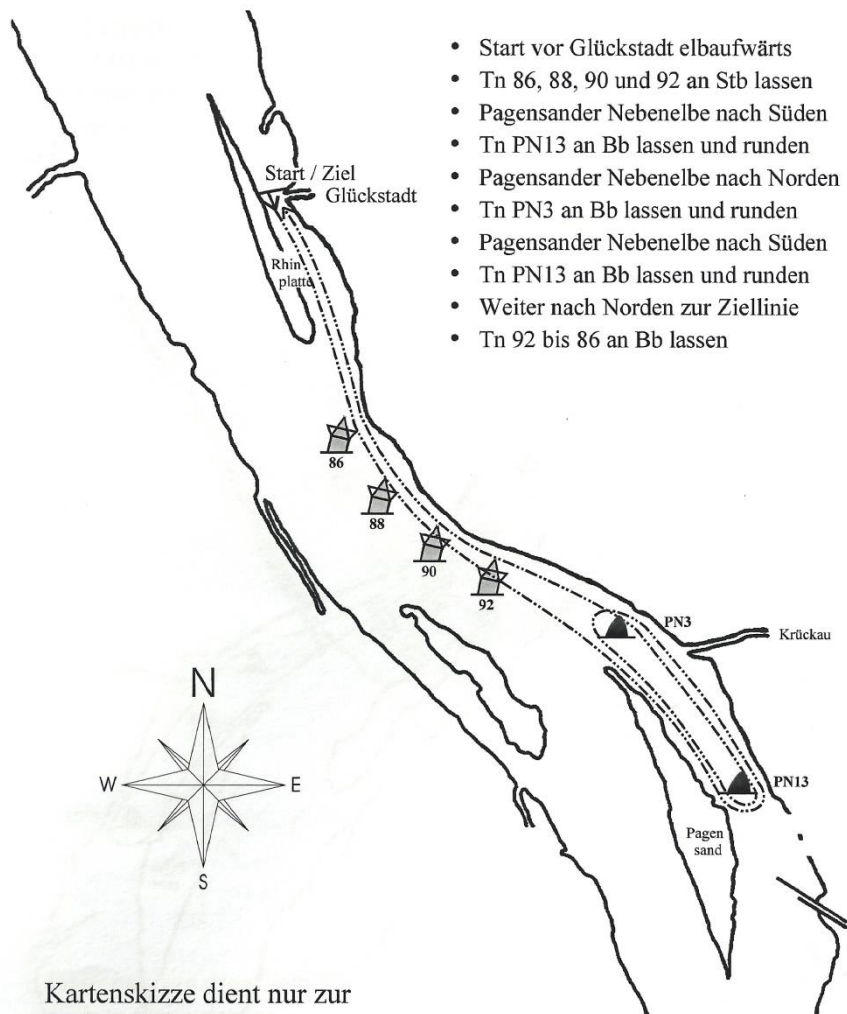 • Start vor Glückstadt elbaufwärts
• Tn 86, 88, 90 und 92 an Stb lassen
• Pagensander Nebenelbe nach Süden
• Tn PN13 an Bb lassen und runden
• Pagensander Nebenelbe nach Norden
• Tn PN3 an Bb lassen und runden
• Pagensander Nebenelbe nach Süden
• Tn PN13 an Bb lassen und runden
• Weiter nach Norden zur Ziellinie
• Tn 92 bis 86 an Bb lassen
Start / Ziel
Glückstadt
Rhin
platte
86
88
90
92
PN3
Krückau
PN13
Pagen
sand
N
W
E
S
Kartenskizze dient nur zur